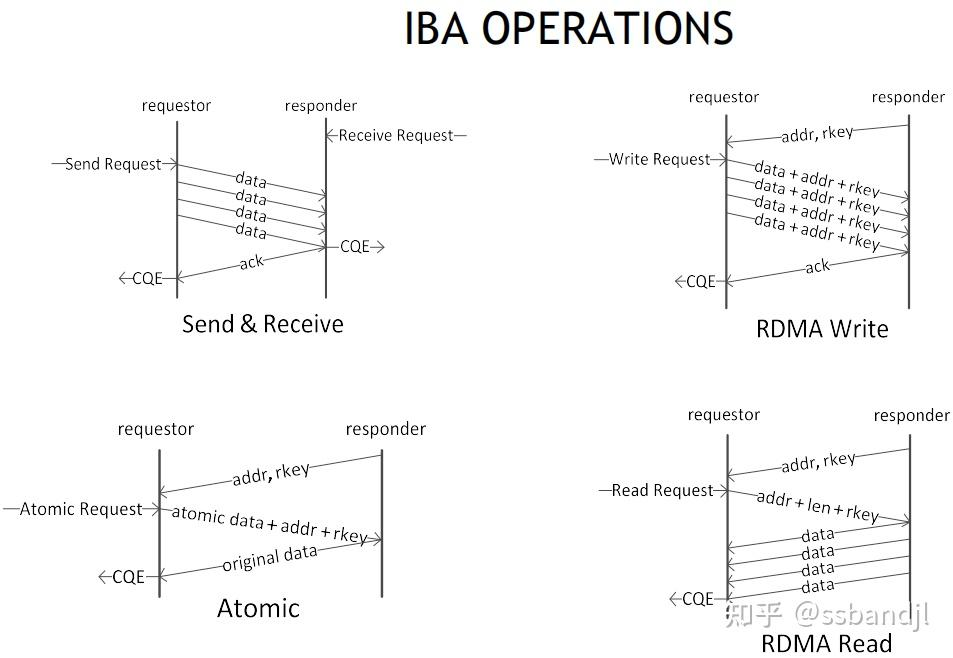 IBA OPERATIONS
requestor
responder
Receive Request
Send Request
data
data
data
data
CQE
ack
CQE
Send & Receive
requestor
responder
addr, rkey
Write Request
data + addr + rkey
data + addr + rkey
data + addr + rkey
data + addr + rkey
ack
CQE
RDMA Write
requestor
responder
addr, rkey
Atomic Request
atomic data + addr + rkey
original data
CQE
Atomic
requestor
responder
addr, rkey
Read Request
addr + len + rkey
data
data
data
data
CQE
知乎 @ssbandjl
RDMA Read